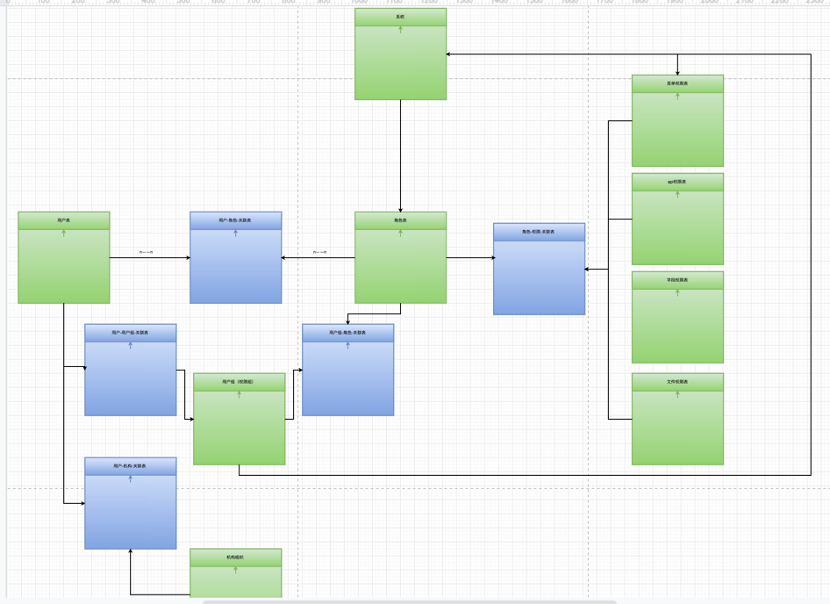 100 200 300 400 500 600 700 800 900 1000 1100 1200 1300 1400 1500 1600 1700 1800 1900 2000 2100 2200 2300
系统
菜单权限表
api权限表
用户表
用户-角色-关联表
角色表
角色-权限-关联表
n----n
n----n
字段权限表
用户-用户组-关联表
用户组-角色-关联表
用户组（权限组）
文件权限表
用户-机构-关联表
机构组织